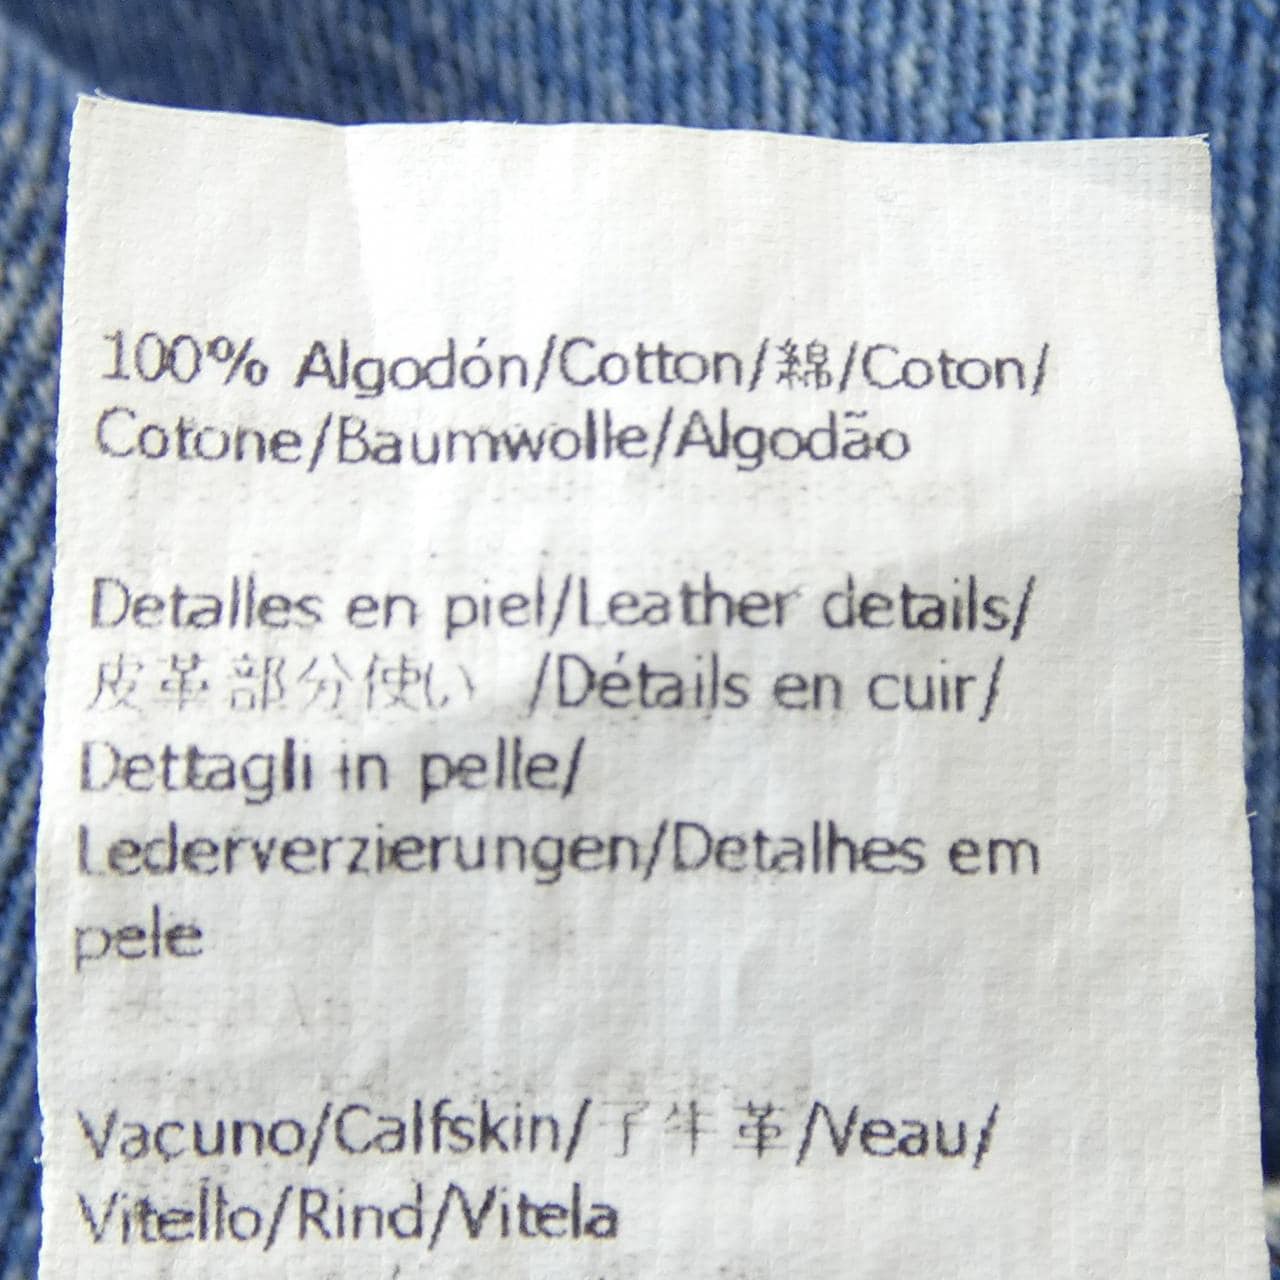 100% Algodón/Cotton/綿/Coton/
Cotone/Baumwolle/Algodão
Detalles en piel/Leather details/
皮革部分使い /Détails en cuir/
Dettagli in pelle/
Lederverzierungen/Detalhes em
pele
Vacuno/Calfskin/子牛革/Veau/
Vitello/Rind/Vitela